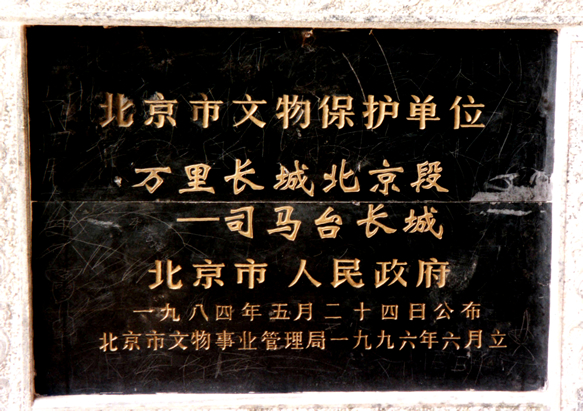 北京市文物保护单位
万里长城北京段
—司马台长城
北京市 人民政府
一九八四年五月二十四日公布
北京市文物事业管理局一九九六年六月立